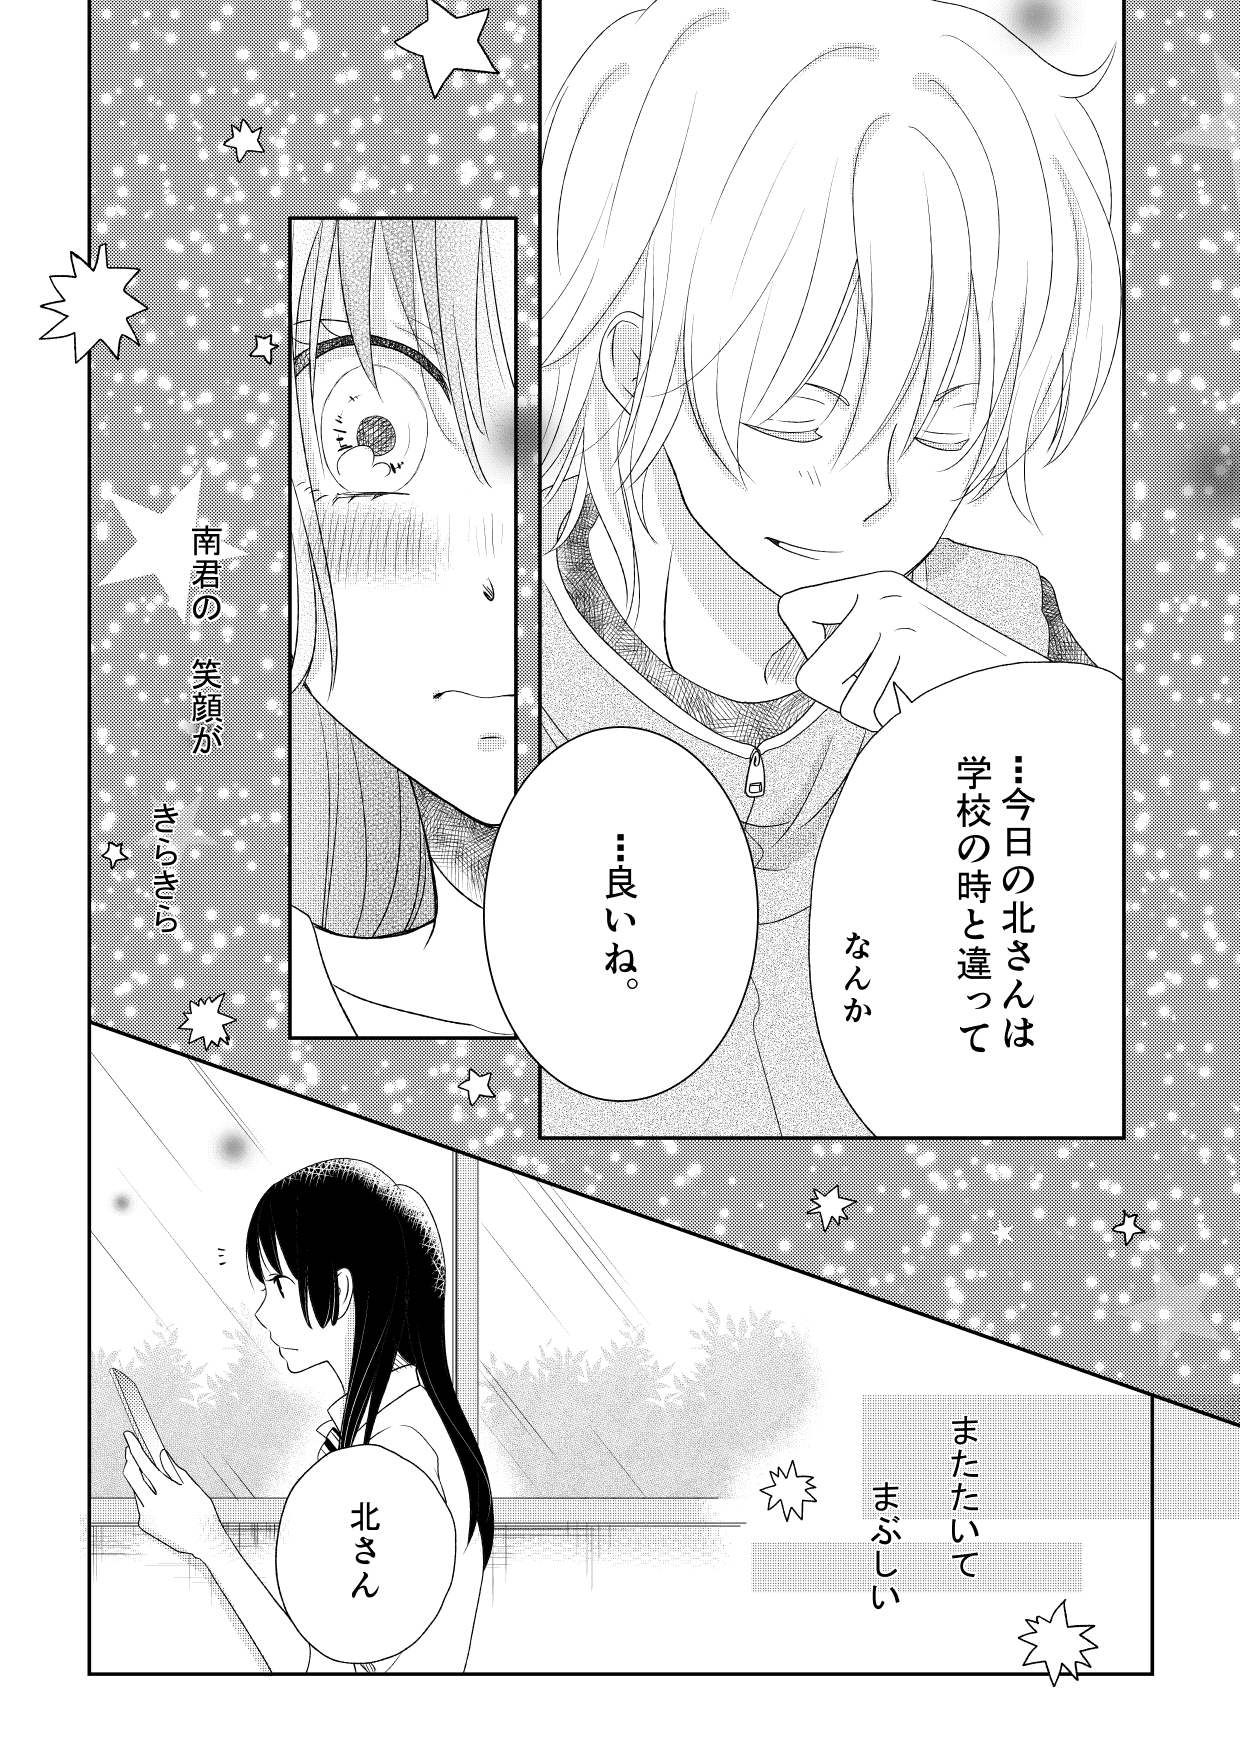 …今日の北さんは
学校の時と違って
なんか
…良いね。
南君の　笑顔が
きらきら
またたいて
まぶしい
北さん